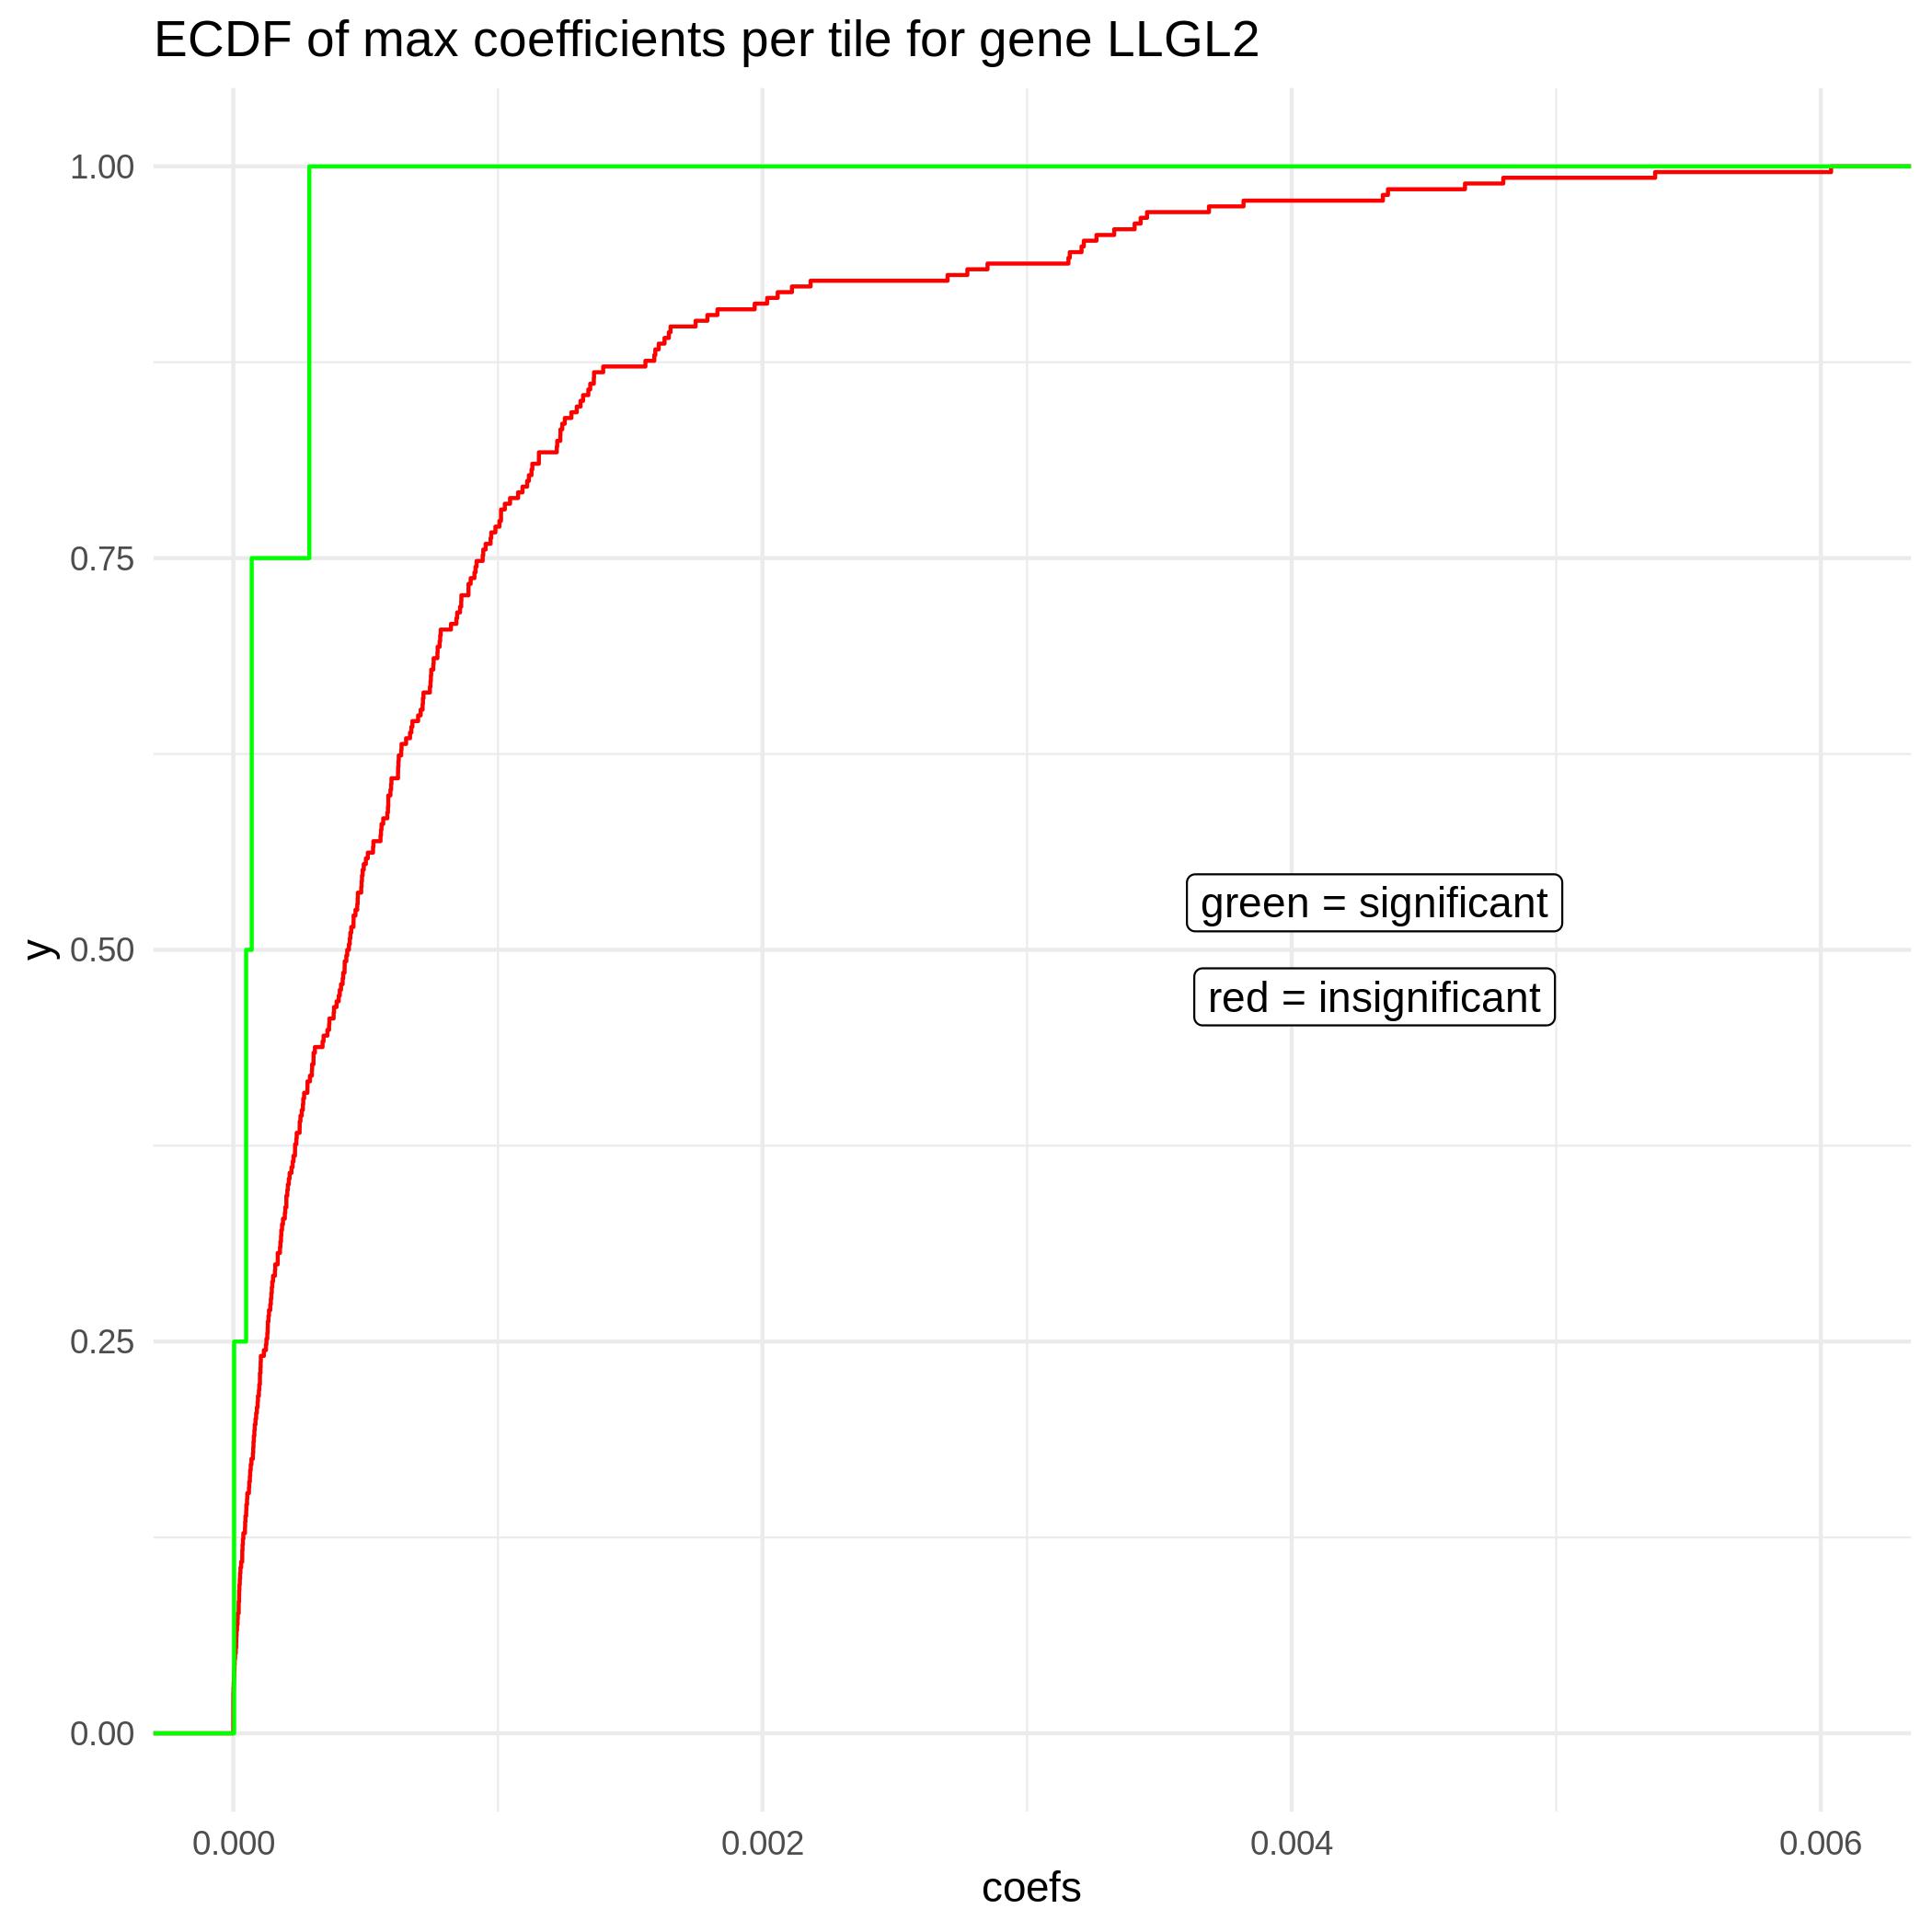 ECDF of max coefficients per tile for gene LLGL2
1.00
0.75
0.50
0.25
0.00
y
green = significant
red = insignificant
0.000 0.002 0.004 0.006
coefs